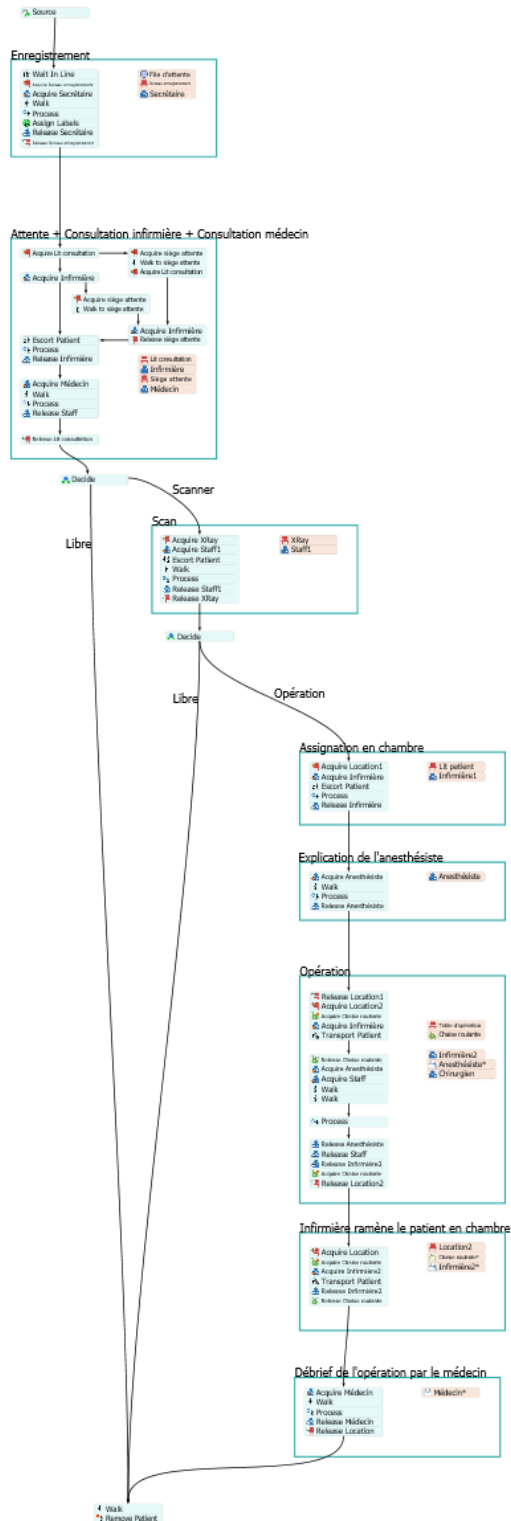 Source
Enregistrement
Wait In Line
Acquire bureau enregistrement
Acquire Secrétaire
Walk
Process
Assign Labels
Release Secrétaire
Release bureau enregistrement
File d'attente
Bureau enregistrement
Secrétaire
Attente + Consultation infirmière + Consultation médecin
Acquire Lit consultation
Acquire siège attente
Walk to siège attente
Acquire Lit consultation
Acquire Infirmière
Acquire siège attente
Walk to siège attente
Acquire Infirmière
Release siège attente
Escort Patient
Process
Release Infirmière
Lit consultation
Infirmière
Siège attente
Médecin
Acquire Médecin
Walk
Process
Release Staff
Release Lit consultation
Decide
Scanner
Libre
Scan
Acquire XRay
Acquire Staff1
Escort Patient
Walk
Process
Release Staff1
Release XRay
XRay
Staff1
Decide
Libre
Opération
Assignation en chambre
Acquire Location1
Acquire Infirmière
Escort Patient
Process
Release Infirmière
Lit patient
Infirmière1
Explication de l'anesthésiste
Acquire Anesthésiste
Walk
Process
Release Anesthésiste
Anesthésiste
Opération
Release Location1
Acquire Location2
Acquire Chaise roulante
Acquire Infirmière
Transport Patient
Table d'opération
Chaise roulante
Release Chaise roulante
Acquire Anesthésiste
Acquire Staff
Walk
Walk
Infirmière2
Anesthésiste*
Chirurgien
Process
Release Anesthésiste
Release Staff
Release Infirmière2
Acquire Chaise roulante
Release Location2
Infirmière ramène le patient en chambre
Acquire Location
Acquire Chaise roulante
Acquire Infirmière2
Transport Patient
Release Infirmière2
Release Chaise roulante
Location2
Chaise roulante*
Infirmière2*
Débrief de l'opération par le médecin
Acquire Médecin
Walk
Process
Release Médecin
Release Location
Médecin*
Walk
Remove Patient